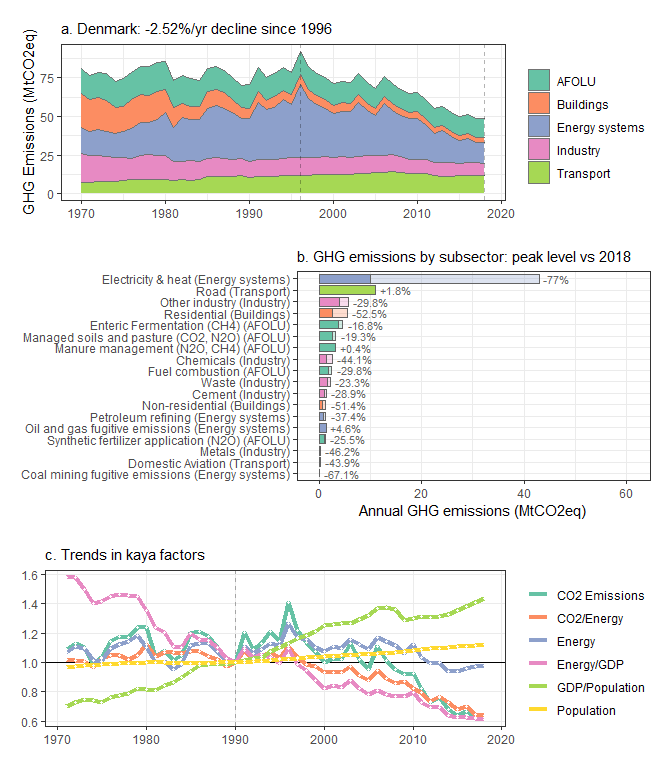 a. Denmark: -2.52%/yr decline since 1996
GHG Emissions (MtCO2eq)
75
50
25
0
1970
1980
1990
2000
2010
2020
AFOLU
Buildings
Energy systems
Industry
Transport
b. GHG emissions by subsector: peak level vs 2018
Electricity & heat (Energy systems) -77%
Road (Transport) +1.8%
Other industry (Industry) -29.8%
Residential (Buildings) -52.5%
Enteric Fermentation (CH4) (AFOLU) -16.8%
Managed soils and pasture (CO2, N2O) (AFOLU) -19.3%
Manure management (N2O, CH4) (AFOLU) +0.4%
Chemicals (Industry) -44.1%
Fuel combustion (AFOLU) -29.8%
Waste (Industry) -23.3%
Cement (Industry) -28.9%
Non-residential (Buildings) -51.4%
Petroleum refining (Energy systems) -37.4%
Oil and gas fugitive emissions (Energy systems) +4.6%
Synthetic fertilizer application (N2O) (AFOLU) -25.5%
Metals (Industry) -46.2%
Domestic Aviation (Transport) -43.9%
Coal mining fugitive emissions (Energy systems) -67.1%
0
20
40
60
Annual GHG emissions (MtCO2eq)
c. Trends in kaya factors
1.6
1.4
1.2
1.0
0.8
0.6
1970
1980
1990
2000
2010
2020
CO2 Emissions
CO2/Energy
Energy
Energy/GDP
GDP/Population
Population